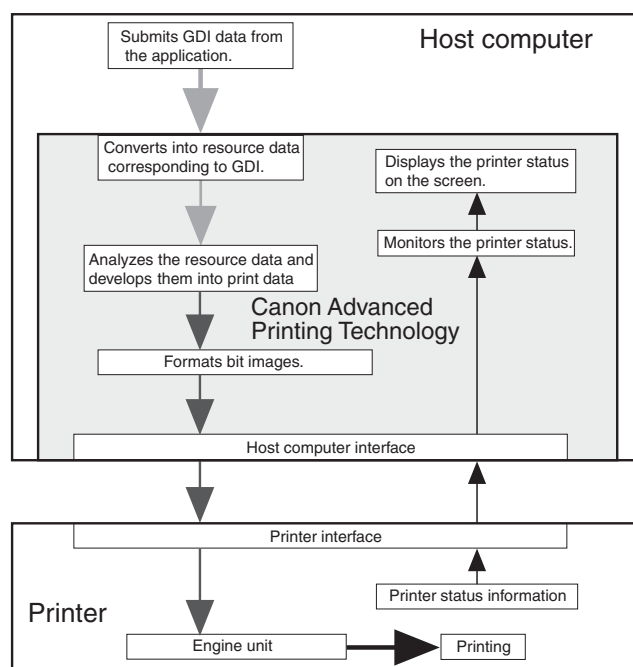 Host computer
Submits GDI data from
the application.
Converts into resource data
corresponding to GDI.
Displays the printer status
on the screen.
Monitors the printer status.
Analyzes the resource data and
develops them into print data
Canon Advanced
Printing Technology
Formats bit images.
Host computer interface
Printer interface
Printer status information
Printer
Engine unit
Printing